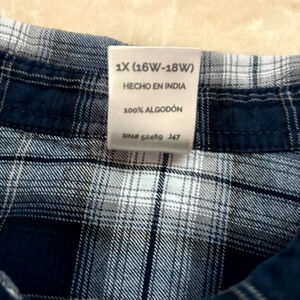 1X (16W-18W)
HECHO EN INDIA
100% ALGODÓN
RN# 52469 J47